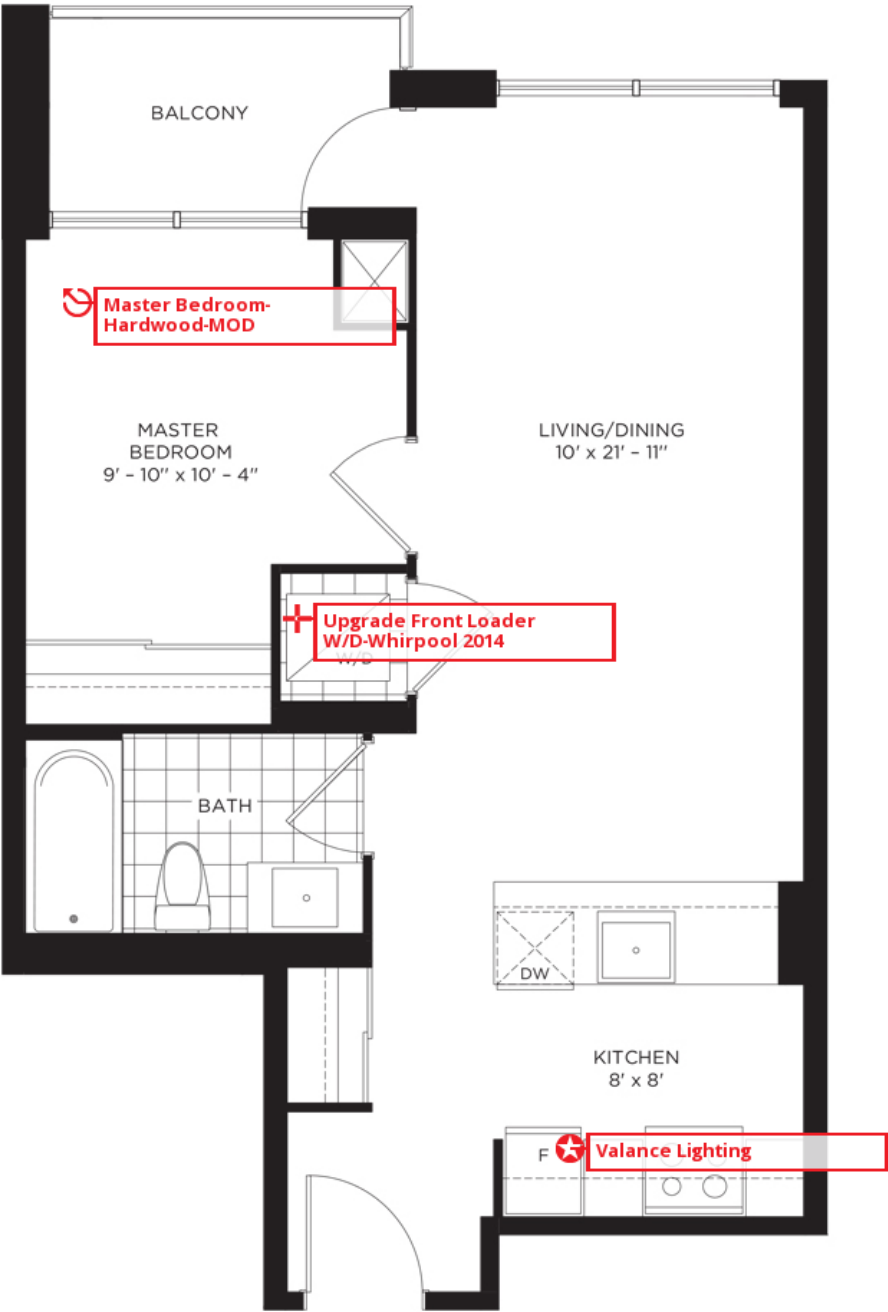 BALCONY
Master Bedroom-
Hardwood-MOD
MASTER
BEDROOM
9' - 10" x 10' - 4"
LIVING/DINING
10' x 21' - 11"
Upgrade Front Loader
W/D-Whirpool 2014
W/D
BATH
DW
KITCHEN
8' x 8'
F
Valance Lighting